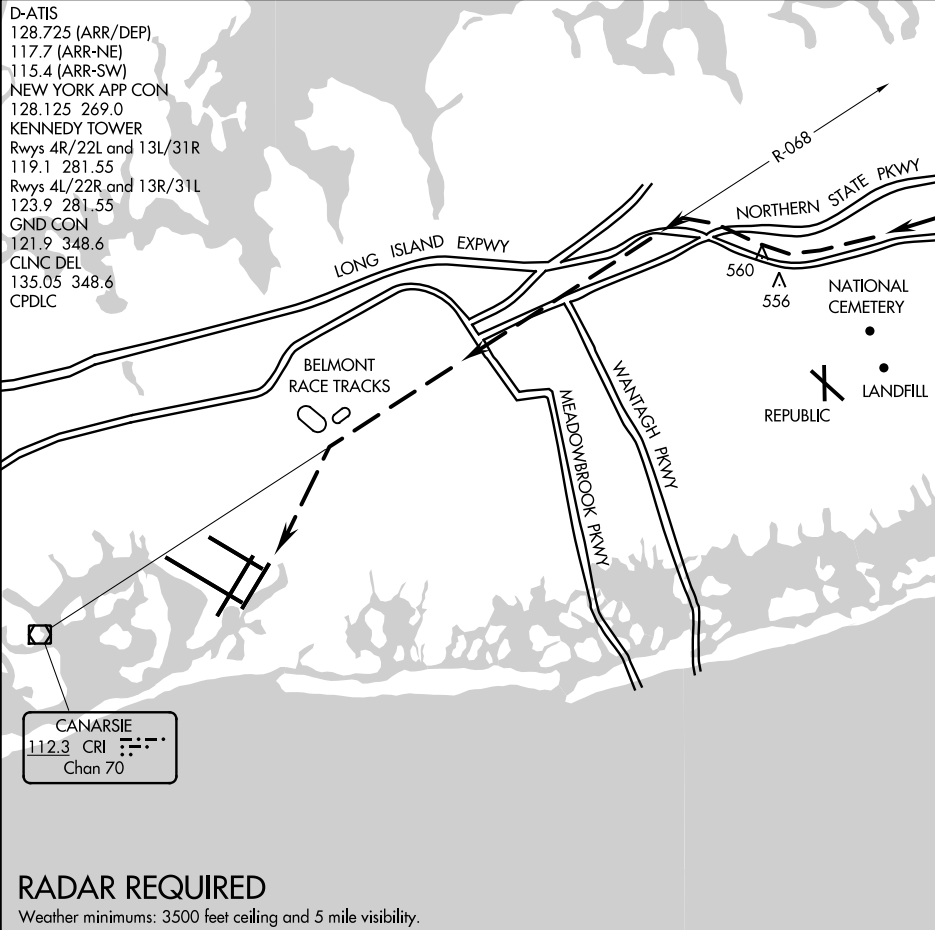 D-ATIS
128.725 (ARR/DEP)
117.7 (ARR-NE)
115.4 (ARR-SW)
NEW YORK APP CON
128.125 269.0
KENNEDY TOWER
Rwys 4R/22L and 13L/31R
119.1 281.55
Rwys 4L/22R and 13R/31L
123.9 281.55
GND CON
121.9 348.6
CLNC DEL
135.05 348.6
CPDLC
R-068
NORTHERN STATE PKWY
LONG ISLAND EXPWY
560
556
NATIONAL
CEMETERY
LANDFILL
REPUBLIC
BELMONT
RACE TRACKS
WANTAGH PKWY
MEADOWBROOK PKWY
CANARSIE
112.3 CRI
Chan 70
RADAR REQUIRED
Weather minimums: 3500 feet ceiling and 5 mile visibility.